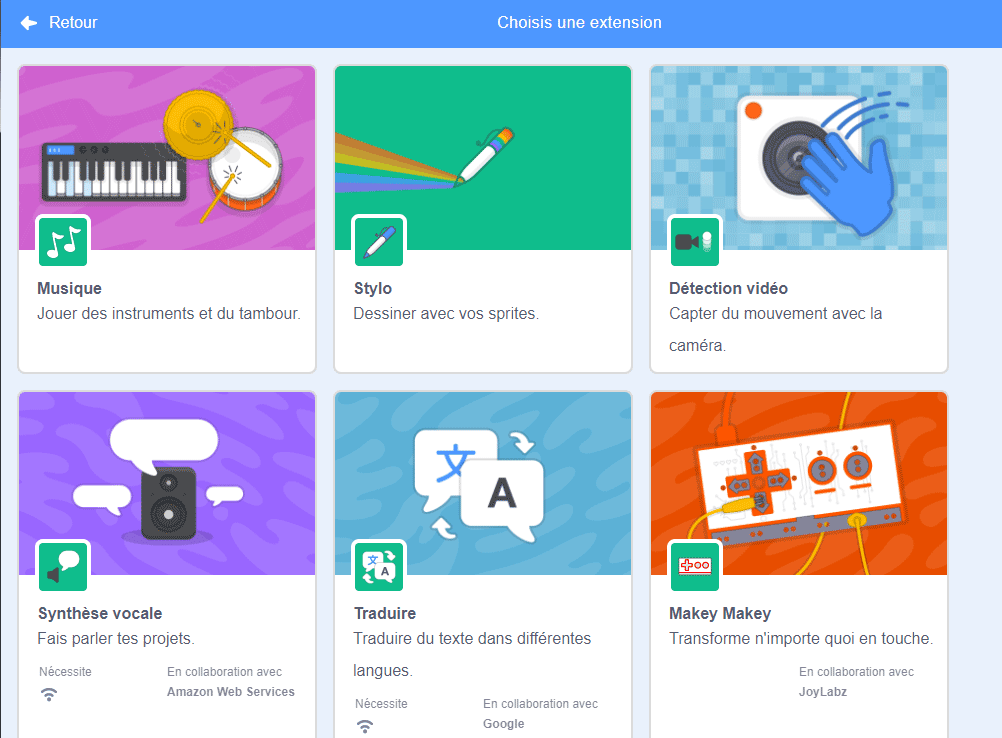 Retour
Choisis une extension
Musique
Jouer des instruments et du tambour.
Stylo
Dessiner avec vos sprites.
Détection vidéo
Capter du mouvement avec la
caméra.
文
A
文
A
Synthèse vocale
Fais parler tes projets.
Nécessite
En collaboration avec
Amazon Web Services
Traduire
Traduire du texte dans différentes
langues.
Nécessite
En collaboration avec
Google
Makey Makey
Transforme n'importe quoi en touche.
En collaboration avec
JoyLabz